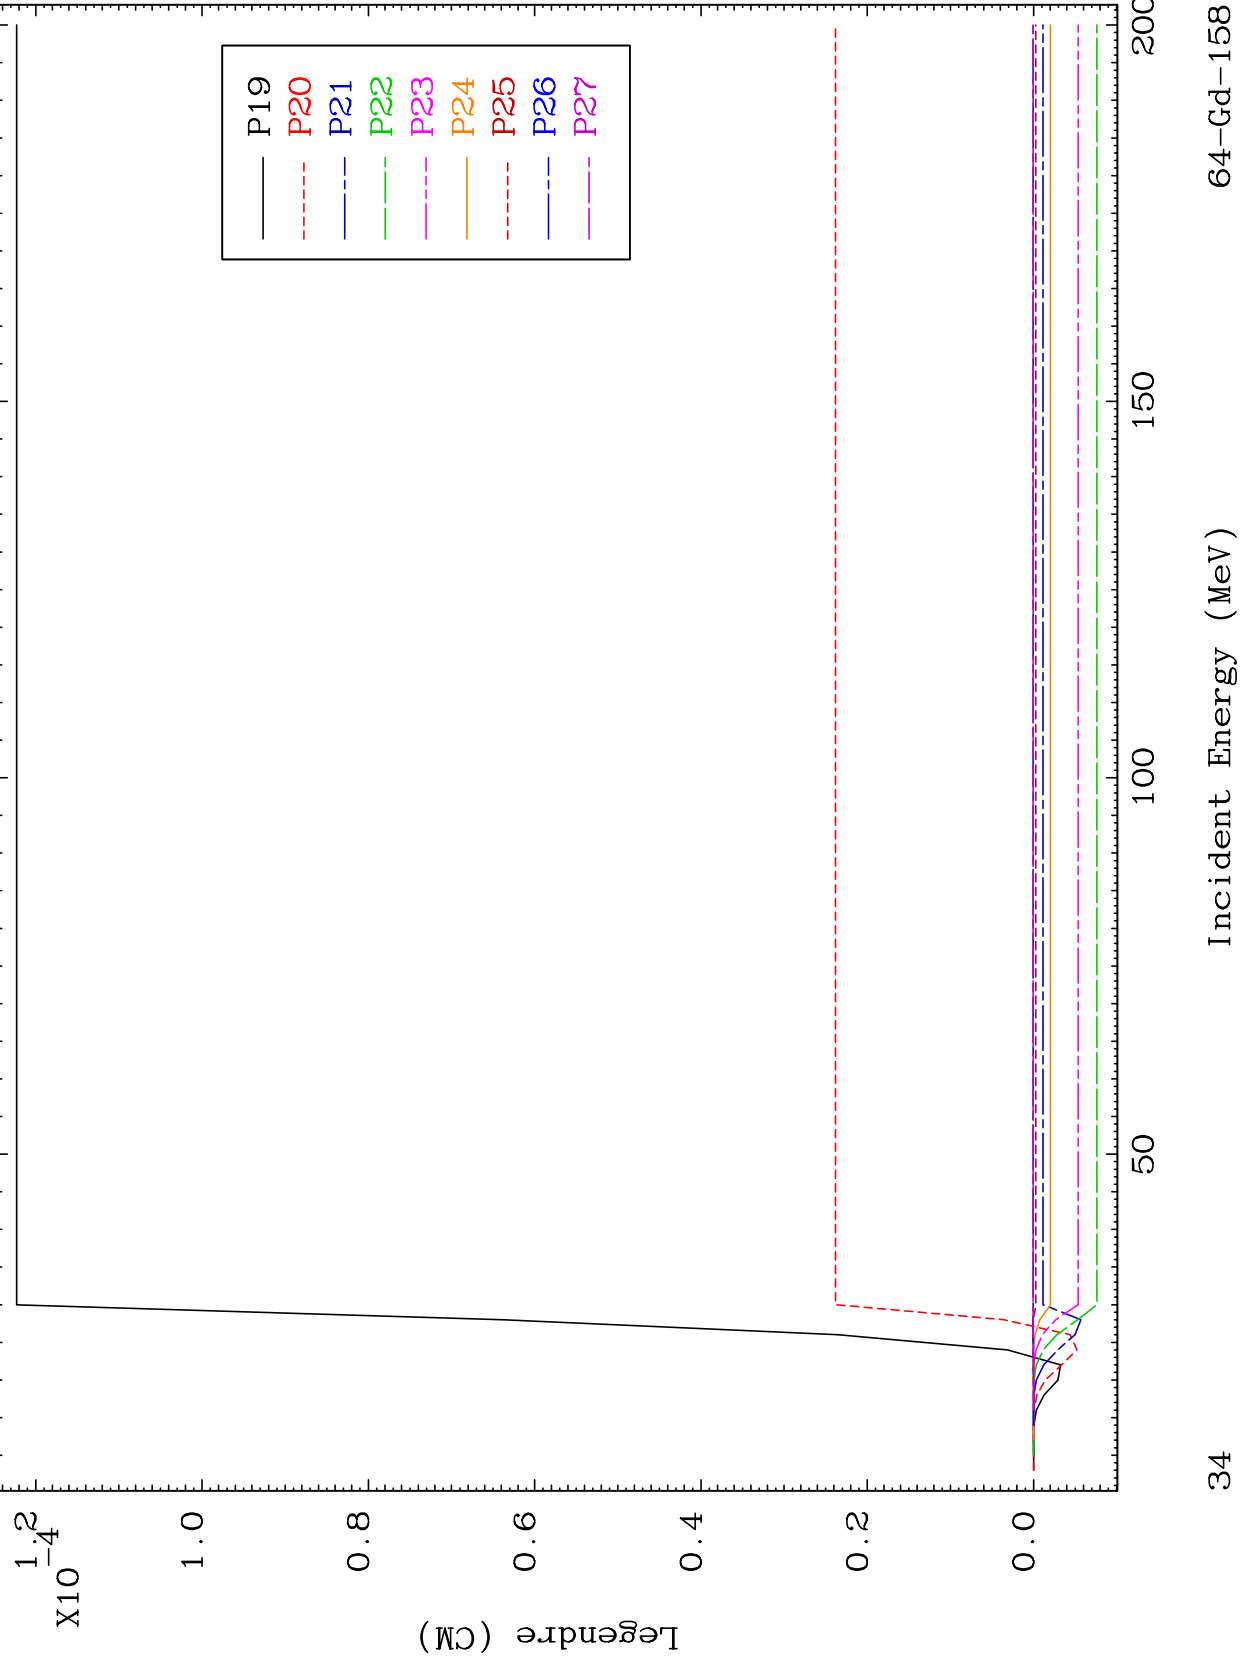 P19
P20
P21
P22
P23
P24
P25
P26
P27
X10⁻⁴
1.2
1.0
0.8
0.6
0.4
0.2
0.0
Legendre (CM)
50
100
150
200
Incident Energy (MeV)
34
64-Gd-158